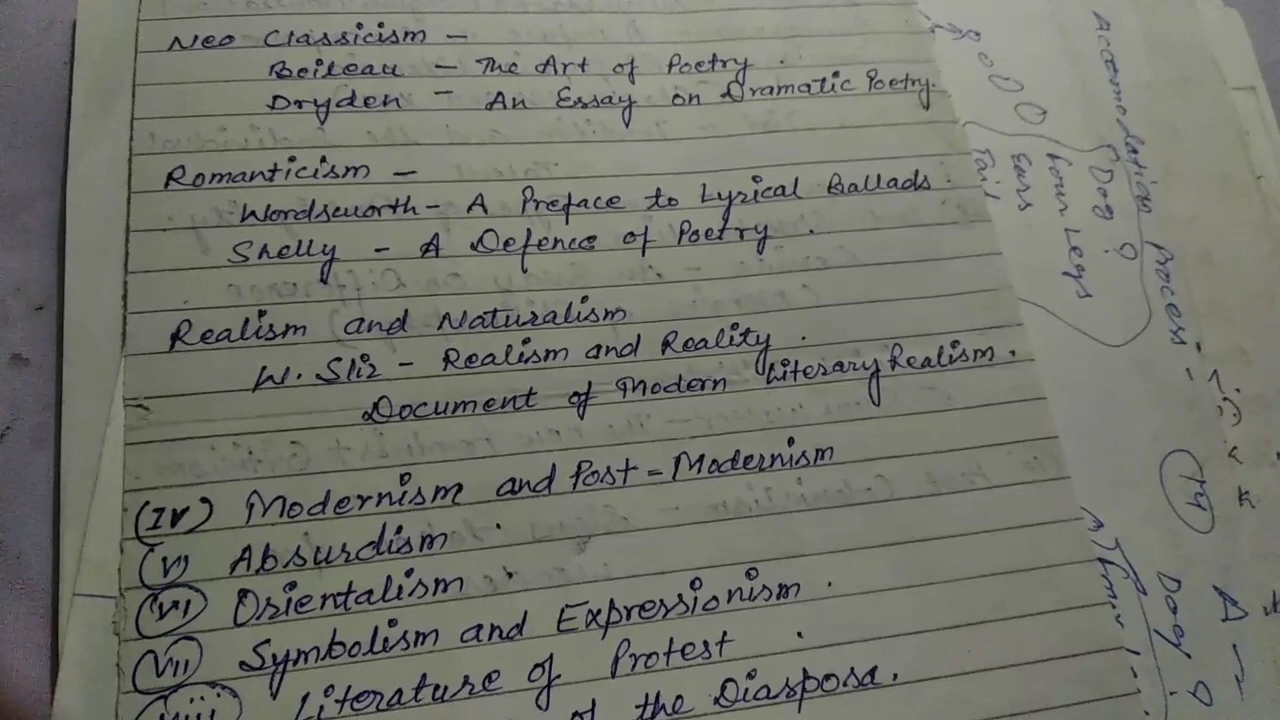 Neo Classicism -
Boileau - The Art of Poetry.
Dryden - An Essay on Dramatic Poetry.
Romanticism -
Wordsworth - A Preface to Lyrical Ballads.
Shelly - A Defence of Poetry.
Realism and Naturalism
W. Sliz - Realism and Reality.
Document of Modern Literary Realism.
(IV) Modernism and Post-Modernism
(V) Absurdism
(VI) Orientalism
(VII) Symbolism and Expressionism.
(viii) Literature of Protest
of the Diaspora.
Accomolation Process -
Dog?
four Legs
Ears
Tail
Dog?